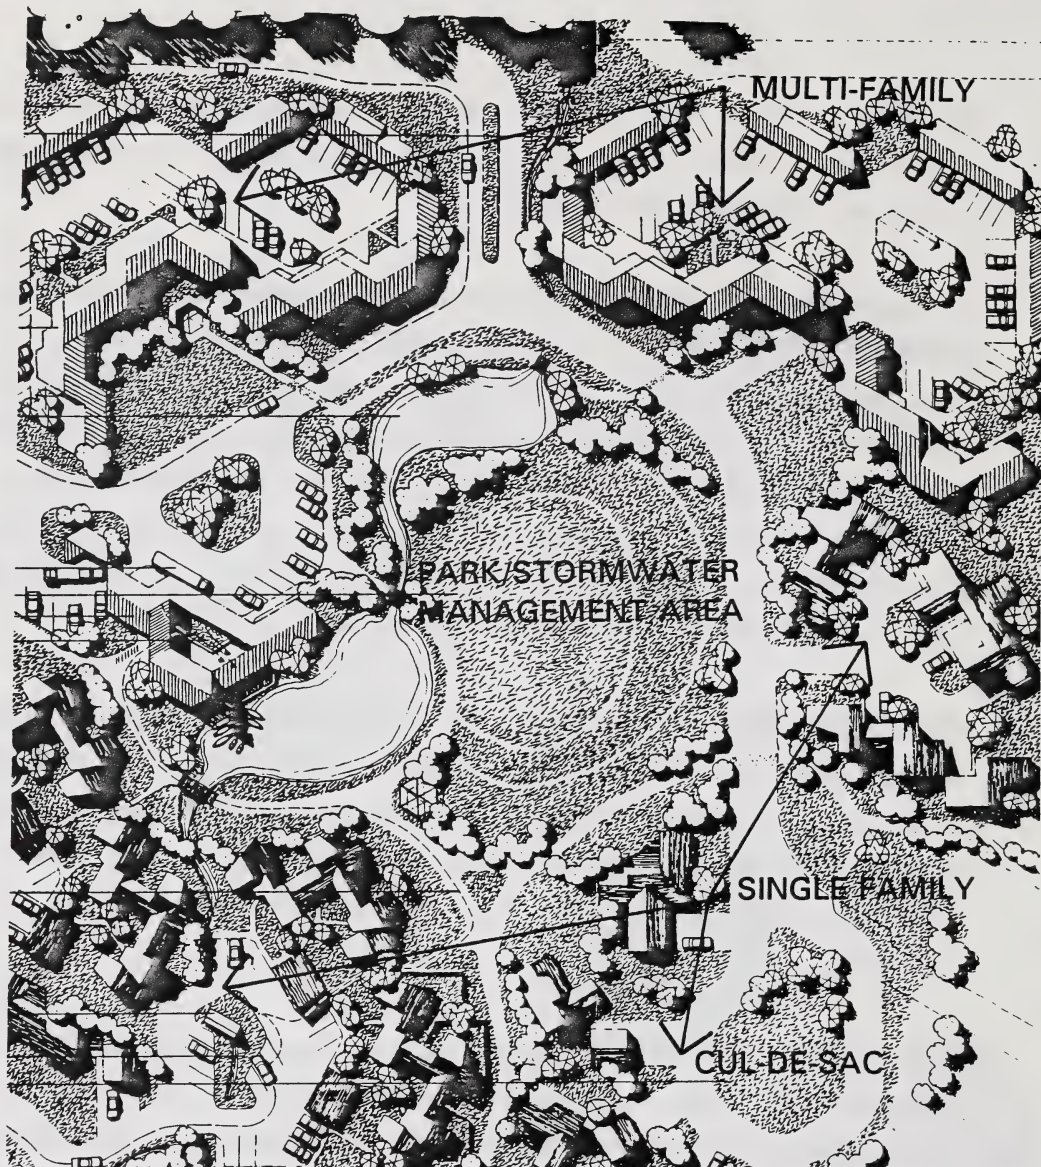 MULTI-FAMILY
PARK/STORMWATER
MANAGEMENT AREA
SINGLE FAMILY
CUL-DE-SAC